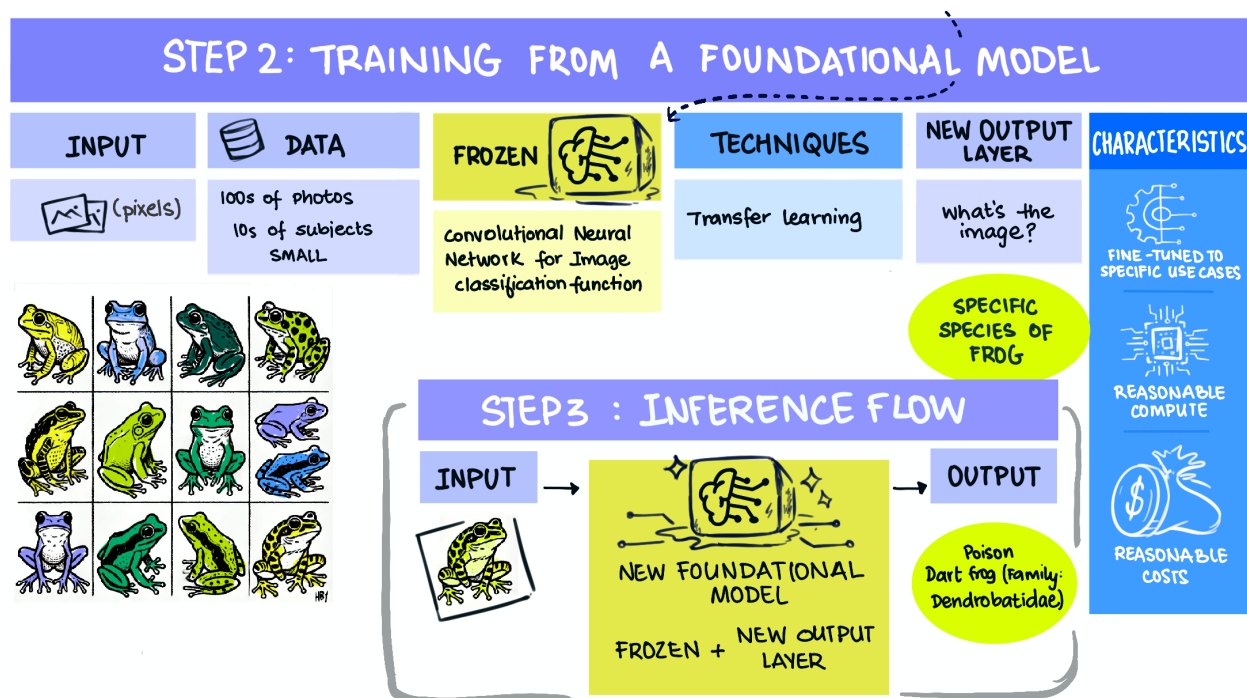 STEP 2: TRAINING FROM A FOUNDATIONAL MODEL
INPUT
(pixels)
DATA
100s of photos
10s of subjects
SMALL
FROZEN
Convolutional Neural
Network for Image
classification function
TECHNIQUES
Transfer learning
NEW OUTPUT
LAYER
What's the
image?
SPECIFIC
SPECIES OF
FROG
CHARACTERISTICS
FINE-TUNED TO
SPECIFIC USE CASES
REASONABLE
COMPUTE
$
REASONABLE
COSTS
STEP 3 : INFERENCE FLOW
INPUT
NEW FOUNDATIONAL
MODEL
FROZEN + NEW OUTPUT
LAYER
OUTPUT
Poison
Dart frog (Family:
Dendrobatidae)